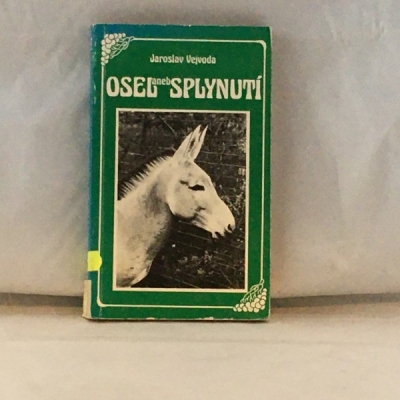 Jaroslav Vejvoda
OSEL aneb SPLYNUTÍ